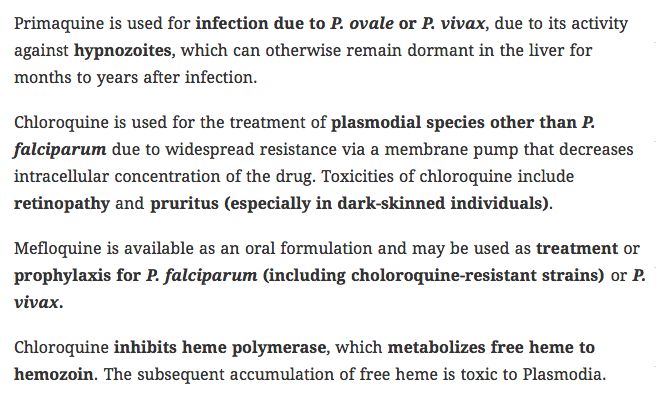 Primaquine is used for infection due to P. ovale or P. vivax, due to its activity
against hypnozoites, which can otherwise remain dormant in the liver for
months to years after infection.
Chloroquine is used for the treatment of plasmodial species other than P.
falciparum due to widespread resistance via a membrane pump that decreases
intracellular concentration of the drug. Toxicities of chloroquine include
retinopathy and pruritus (especially in dark-skinned individuals).
Mefloquine is available as an oral formulation and may be used as treatment or
prophylaxis for P. falciparum (including choloroquine-resistant strains) or P.
vivax.
Chloroquine inhibits heme polymerase, which metabolizes free heme to
hemozoin. The subsequent accumulation of free heme is toxic to Plasmodia.